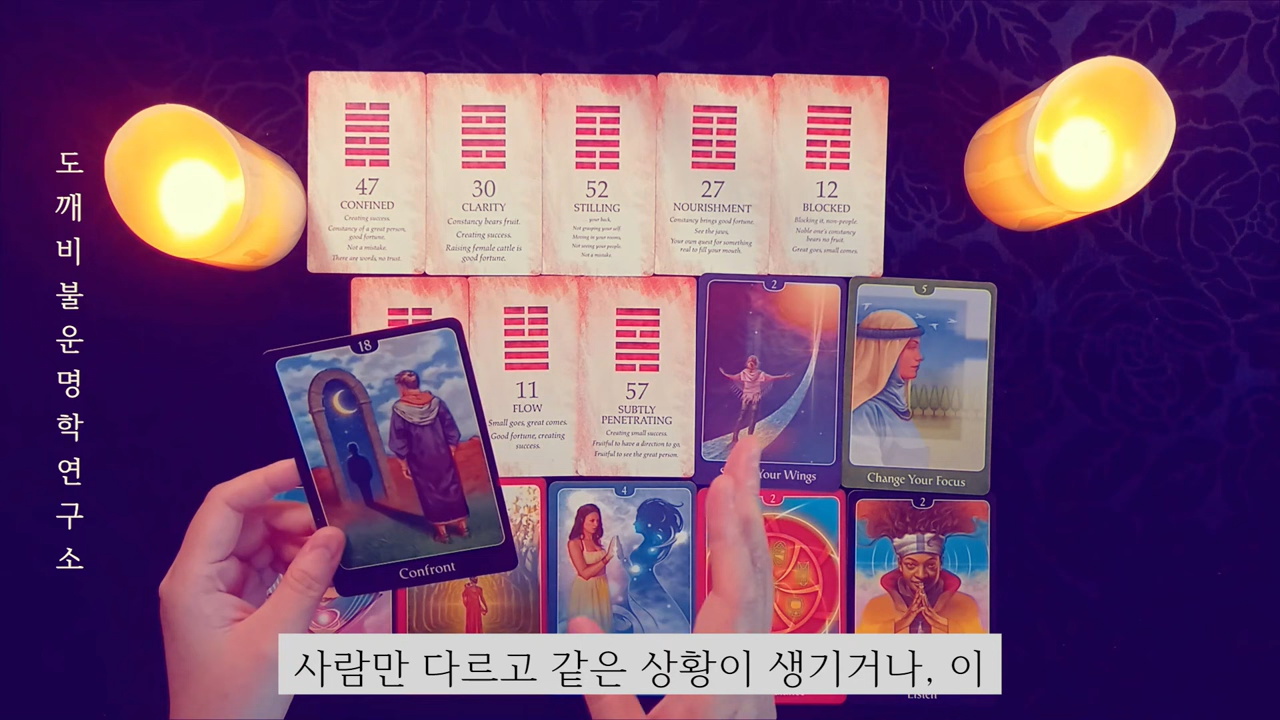 도깨비불운명학연구소
47
CONFINED
Creating success.
Constancy of a great person,
good fortune.
Not a mistake.
There are words, no trust.
30
CLARITY
Constancy bears fruit.
Creating success.
Raising female cattle is
good fortune.
52
STILLING
your back,
Not grasping your self
Moving in your rooms,
Not seeing your people.
Not a mistake.
27
NOURISHMENT
Constancy brings good fortune.
See the jaws,
Your own quest for something
real to fill your mouth.
12
BLOCKED
Blocking it, non-people.
Noble one's constancy
bears no fruit.
Great goes, small comes.
11
FLOW
Small goes, great comes.
Good fortune, creating
success.
57
SUBTLY
PENETRATING
Creating small success.
Fruitful to have a direction to go,
Fruitful to see the great person.
2
Your Wings
5
Change Your Focus
18
Confront
4
2
2
Listen
사람만 다르고 같은 상황이 생기거나, 이